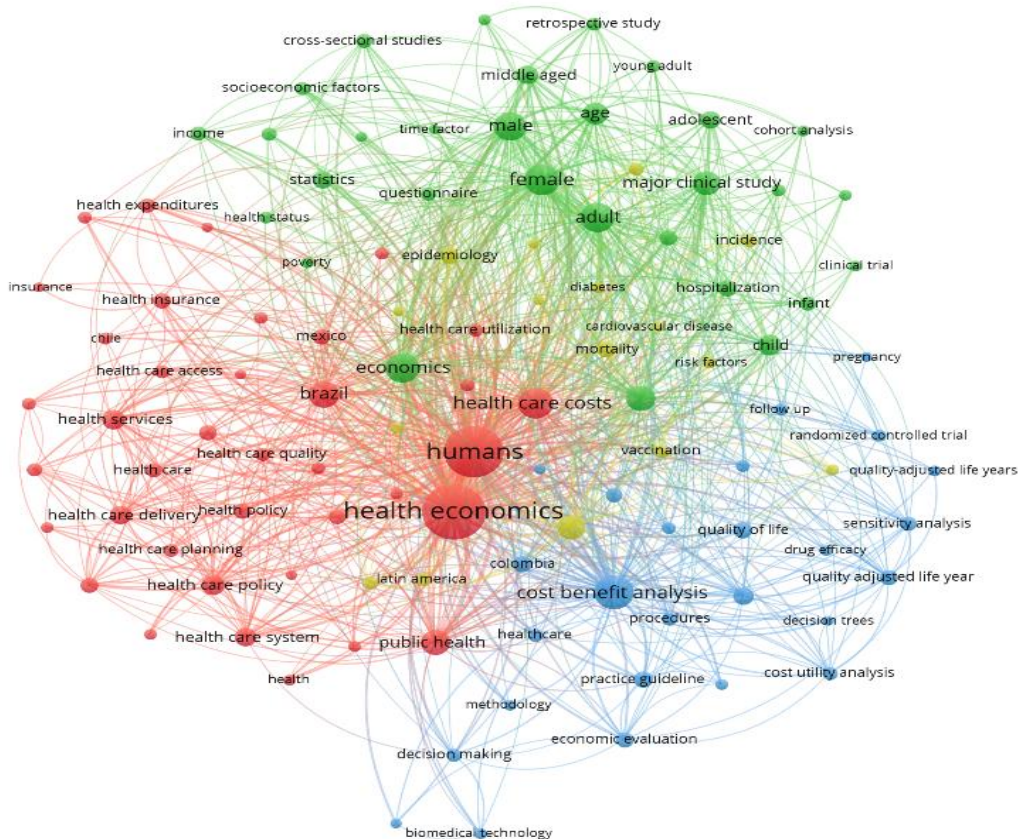 retrospective study
cross-sectional studies
young adult
middle aged
socioeconomic factors
age
adolescent
male
time factor
cohort analysis
income
statistics
female
major clinical study
questionnaire
health expenditures
adult
health status
incidence
epidemiology
poverty
clinical trial
insurance
diabetes
hospitalization
health insurance
infant
health care utilization
cardiovascular disease
chile
mexico
mortality
child
pregnancy
risk factors
health care access
economics
brazil
health care costs
follow up
health services
randomized controlled trial
humans
vaccination
health care quality
health care
quality-adjusted life years
health economics
health care delivery
health policy
quality of life
sensitivity analysis
health care planning
drug efficacy
colombia
latin america
quality adjusted life year
health care policy
cost benefit analysis
procedures
decision trees
healthcare
health care system
public health
cost utility analysis
health
practice guideline
methodology
economic evaluation
decision making
biomedical technology